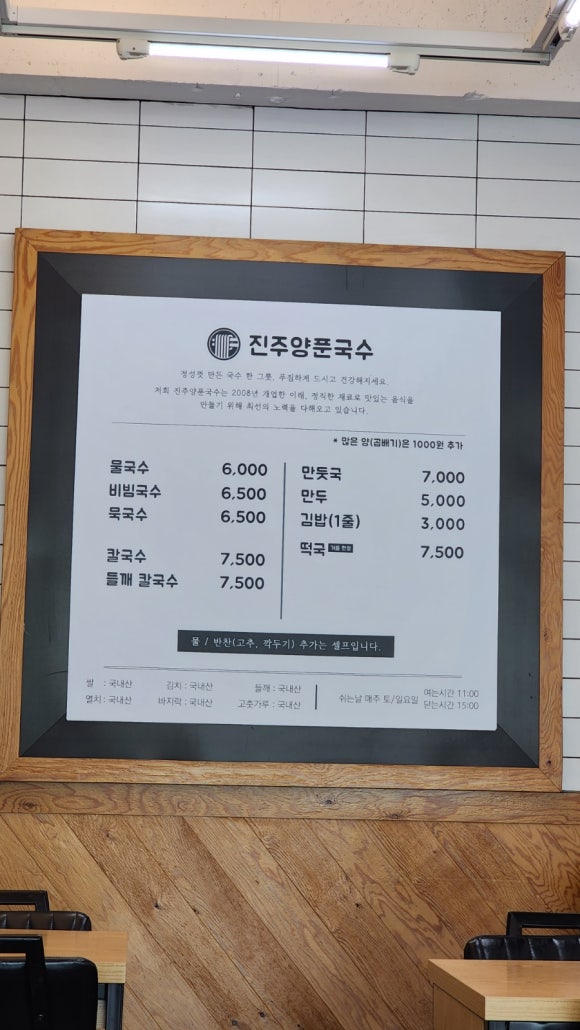 진주양푼국수
정성껏 만든 국수 한 그릇, 푸짐하게 드시고 건강해지세요.
저희 진주양푼국수는 2008년 개업한 이래, 정직한 재료로 맛있는 음식을
만들기 위해 최선의 노력을 다해오고 있습니다.
* 많은 양(곱배기)은 1000원 추가
물국수 6,000
비빔국수 6,500
묵국수 6,500
칼국수 7,500
들깨 칼국수 7,500
만둣국 7,000
만두 5,000
김밥(1줄) 3,000
떡국 겨울 한정 7,500
물 / 반찬(고추, 깍두기) 추가는 셀프입니다.
쌀 : 국내산 김치 : 국내산 들깨 : 국내산
멸치 : 국내산 바지락 : 국내산 고춧가루 : 국내산
쉬는날 매주 토/일요일
여는시간 11:00
닫는시간 15:00